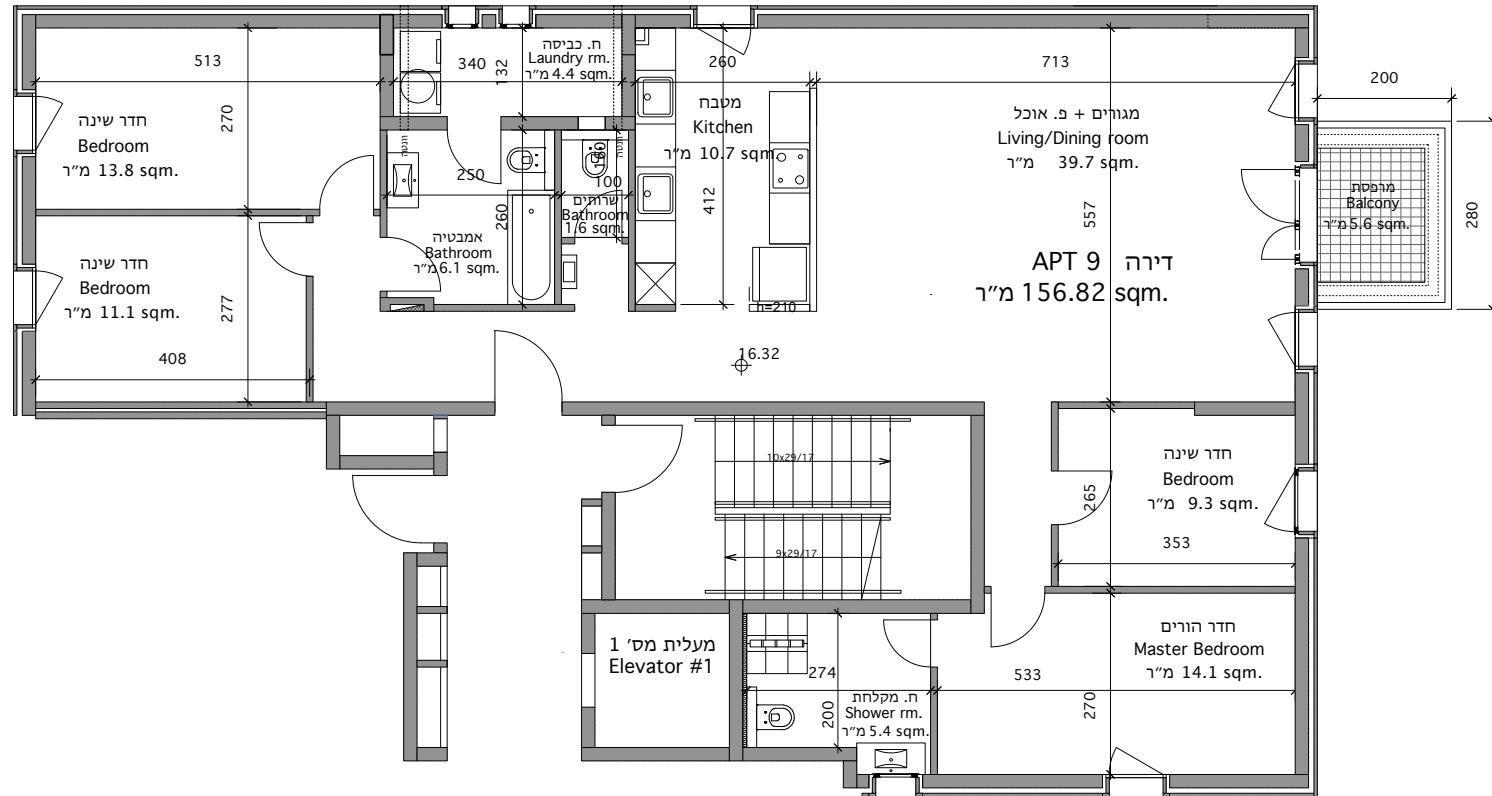 513
270
חדר שינה
Bedroom
13.8 מ״ר sqm.
חדר שינה
Bedroom
11.1 מ״ר sqm.
277
408
340
132
ח. כביסה
Laundry rm.
4.4 מ״ר sqm.
ונטה
ונטה
250
260
אמבטיה
Bathroom
6.1 מ״ר sqm.
160
100
שרותים
Bathroom
1.6 sqm.
260
מטבח
Kitchen
10.7 מ״ר sqm.
412
h=210
16.32
713
מגורים + פ. אוכל
Living/Dining room
39.7 מ״ר sqm.
557
דירה APT 9
156.82 מ״ר sqm.
200
280
מרפסת
Balcony
5.6 מ״ר sqm.
10x29/17
9x29/17
חדר שינה
Bedroom
9.3 מ״ר sqm.
265
353
מעלית מס׳ 1
Elevator #1
274
200
ח. מקלחת
Shower rm.
5.4 מ״ר sqm.
533
270
חדר הורים
Master Bedroom
14.1 מ״ר sqm.